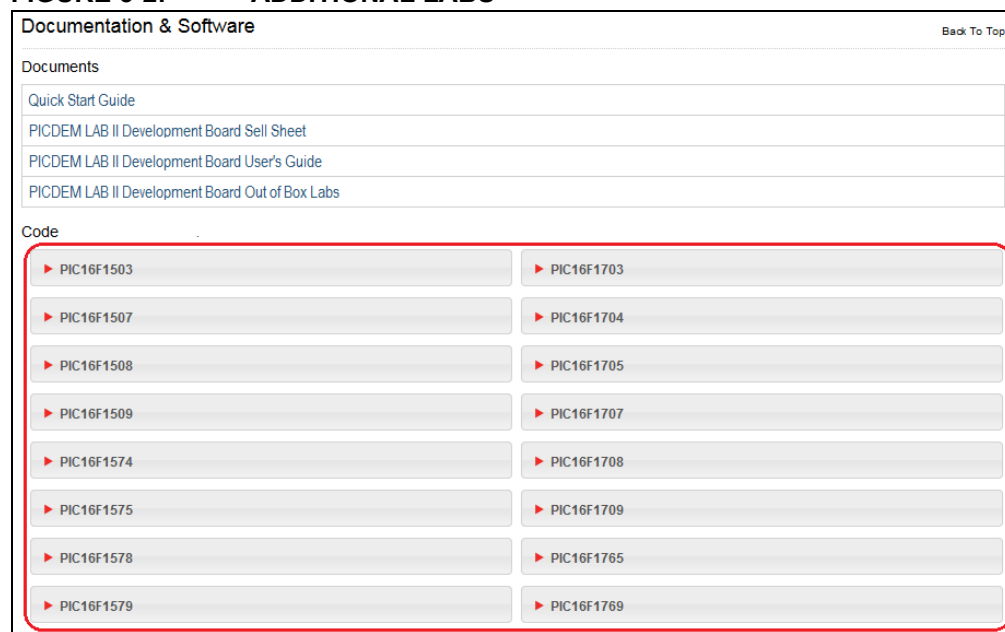 Documentation & Software
Back To Top
Documents
Quick Start Guide
PICDEM LAB II Development Board Sell Sheet
PICDEM LAB II Development Board User's Guide
PICDEM LAB II Development Board Out of Box Labs
Code
PIC16F1503 PIC16F1703
PIC16F1507 PIC16F1704
PIC16F1508 PIC16F1705
PIC16F1509 PIC16F1707
PIC16F1574 PIC16F1708
PIC16F1575 PIC16F1709
PIC16F1578 PIC16F1765
PIC16F1579 PIC16F1769